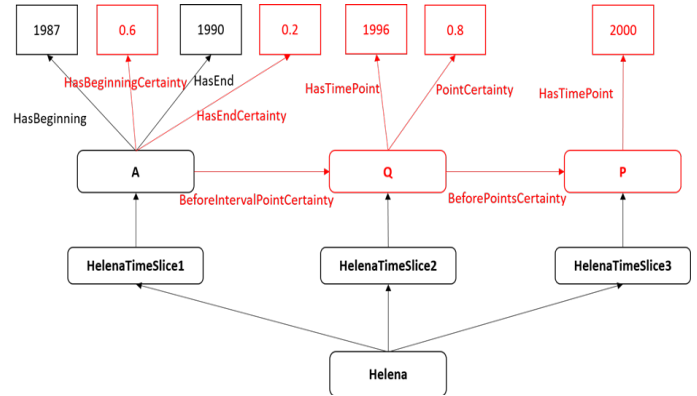 1987
0.6
1990
0.2
1996
0.8
2000
HasBeginningCertainty
HasEnd
HasTimePoint
PointCertainty
HasTimePoint
HasBeginning
HasEndCertainty
A
Q
P
BeforeIntervalPointCertainty
BeforePointsCertainty
HelenaTimeSlice1
HelenaTimeSlice2
HelenaTimeSlice3
Helena